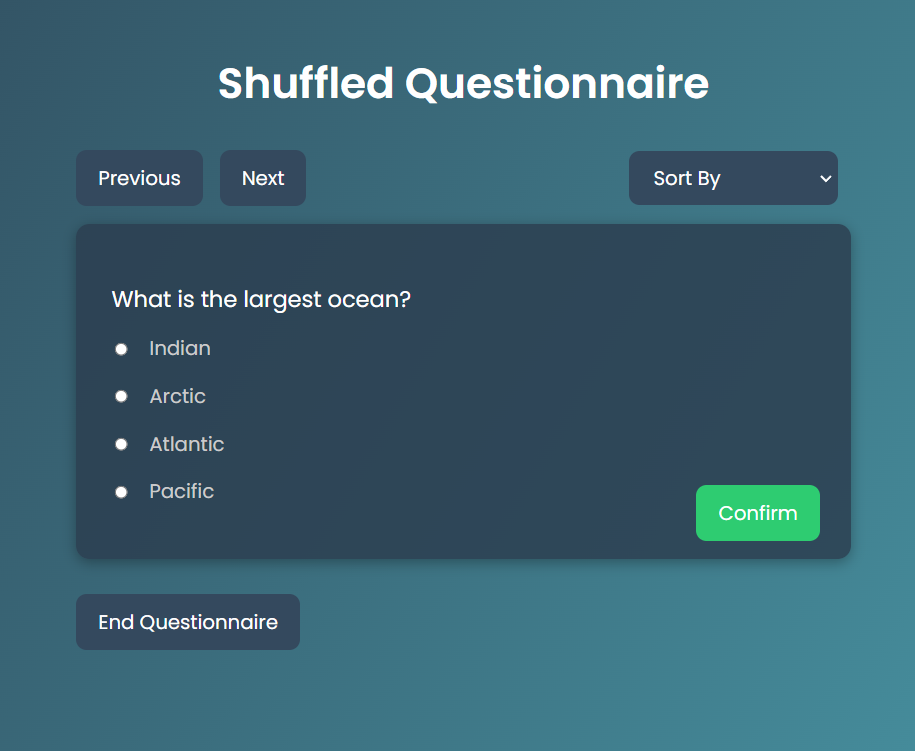 Shuffled Questionnaire
Previous Next Sort By
What is the largest ocean?
Indian
Arctic
Atlantic
Pacific
Confirm
End Questionnaire